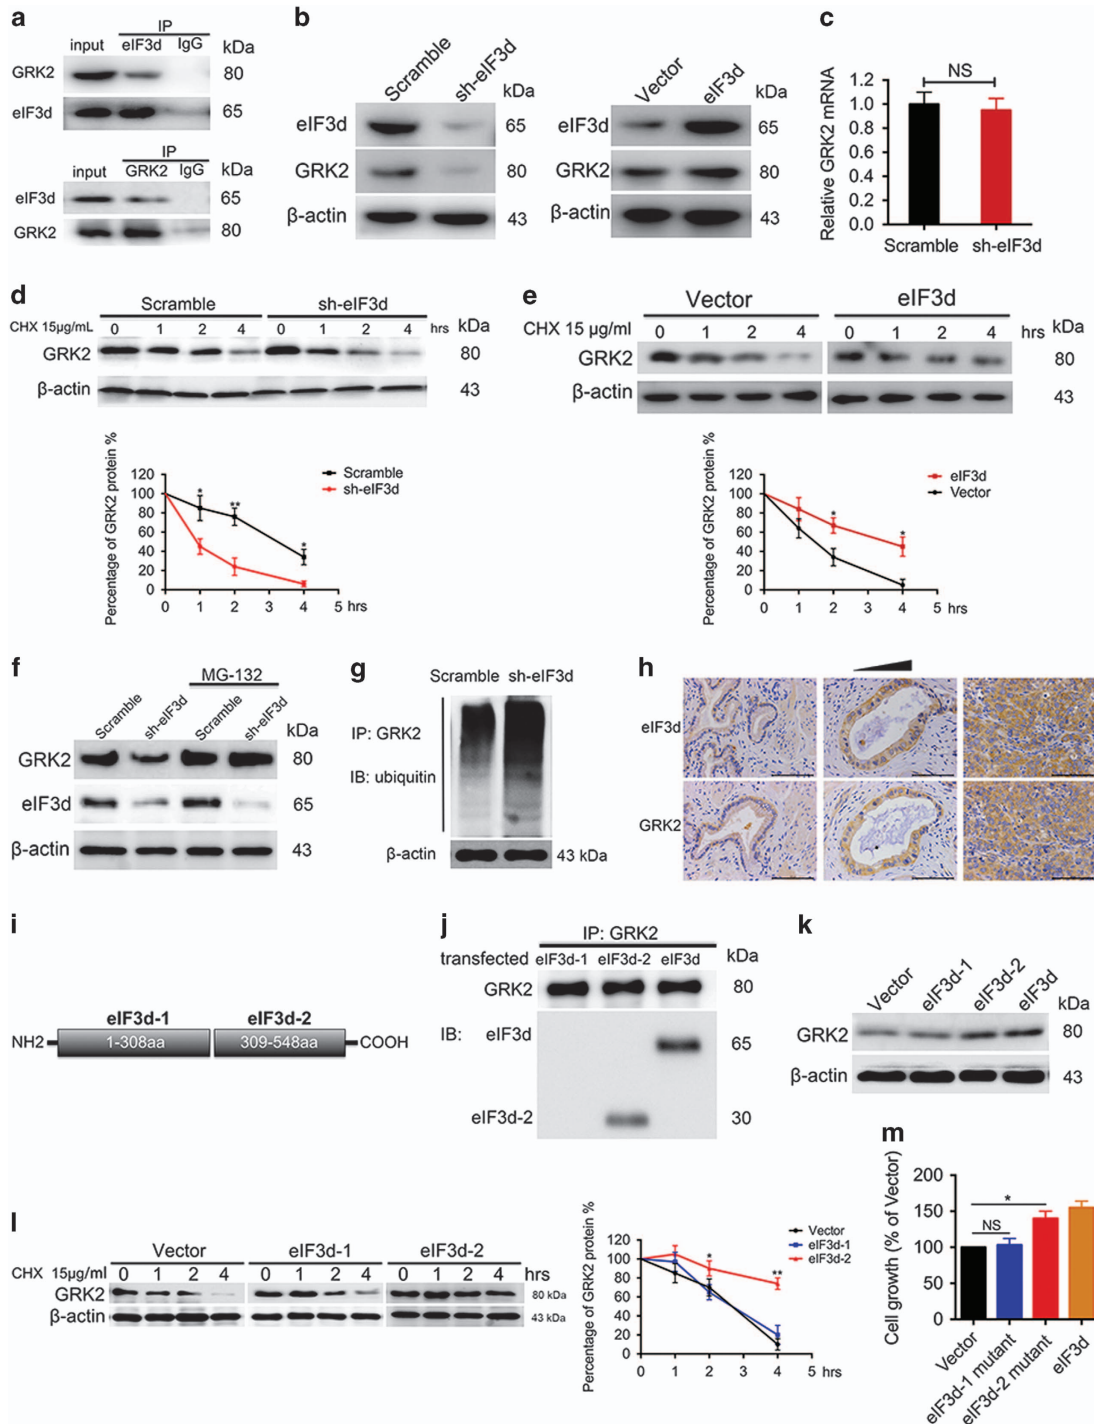 a
IP
input eIF3d IgG kDa
GRK2 80
eIF3d 65
IP
input GRK2 IgG kDa
eIF3d 65
GRK2 80
b
Scramble sh-eIF3d kDa
eIF3d 65
GRK2 80
β-actin 43
Vector eIF3d kDa
eIF3d 65
GRK2 80
β-actin 43
c
NS
Relative GRK2 mRNA
1.2
1.0
0.8
0.6
0.4
0.2
0.0
Scramble sh-eIF3d
d
Scramble sh-eIF3d
CHX 15μg/mL 0 1 2 4 0 1 2 4 hrs kDa
GRK2 80
β-actin 43
Percentage of GRK2 protein %
120
100
80
60
40
20
0
0 1 2 3 4 5 hrs
Scramble
sh-eIF3d
* ** *
e
Vector eIF3d
CHX 15 μg/ml 0 1 2 4 0 1 2 4 hrs kDa
GRK2 80
β-actin 43
Percentage of GRK2 protein %
120
100
80
60
40
20
0
0 1 2 3 4 5 hrs
eIF3d
Vector
* *
f
MG-132
Scramble sh-eIF3d Scramble sh-eIF3d kDa
GRK2 80
eIF3d 65
β-actin 43
g
Scramble sh-eIF3d
IP: GRK2
IB: ubiquitin
β-actin 43 kDa
h
eIF3d
GRK2
i
eIF3d-1 eIF3d-2
NH2 1-308aa 309-548aa COOH
j
IP: GRK2
transfected eIF3d-1 eIF3d-2 eIF3d kDa
GRK2 80
IB: eIF3d 65
eIF3d-2 30
k
Vector eIF3d-1 eIF3d-2 eIF3d kDa
GRK2 80
β-actin 43
l
Vector eIF3d-1 eIF3d-2
CHX 15μg/ml 0 1 2 4 0 1 2 4 0 1 2 4 hrs
GRK2 80 kDa
β-actin 43 kDa
Percentage of GRK2 protein %
120
100
80
60
40
20
0
0 1 2 3 4 5 hrs
Vector
eIF3d-1
eIF3d-2
* **
m
Cell growth (% of Vector)
200
150
100
50
0
NS
*
Vector
eIF3d-1 mutant
eIF3d-2 mutant
eIF3d